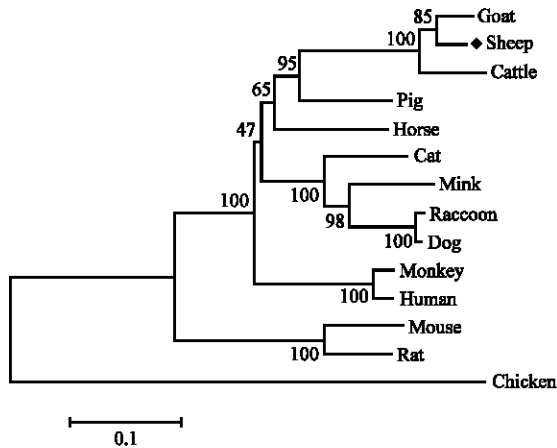 85
Goat
◆ Sheep
100
Cattle
95
Pig
65
Horse
47
Cat
100
Mink
98
Raccoon
100
Dog
100
Monkey
100
Human
Mouse
100
Rat
Chicken
0.1